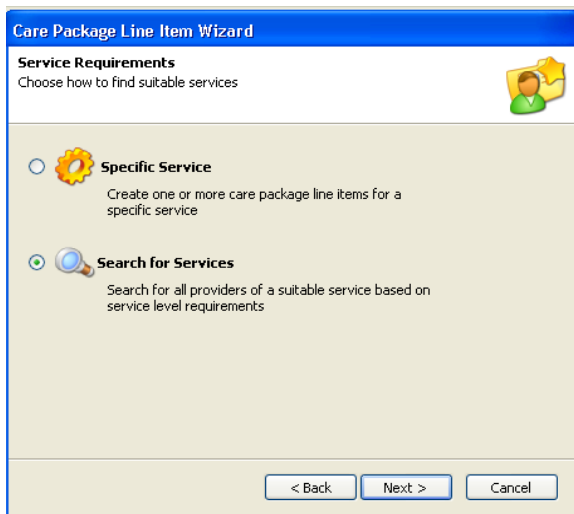 Care Package Line Item Wizard
Service Requirements
Choose how to find suitable services
Specific Service
Create one or more care package line items for a
specific service
Search for Services
Search for all providers of a suitable service based on
service level requirements
< Back
Next >
Cancel